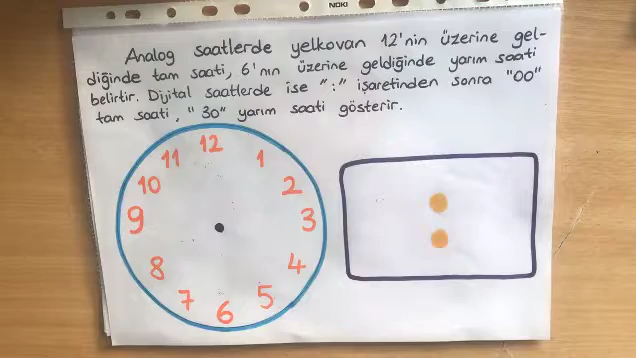 NOKI
Analog saatlerde yelkovan 12'nin üzerine gel-
diğinde tam saati, 6'nın üzerine geldiğinde yarım saati
belirtir. Dijital saatlerde ise ":" işaretinden sonra "00"
tam saati, "30" yarım saati gösterir.
12
11 1
10 2
9 3
8 4
7 5
6
: